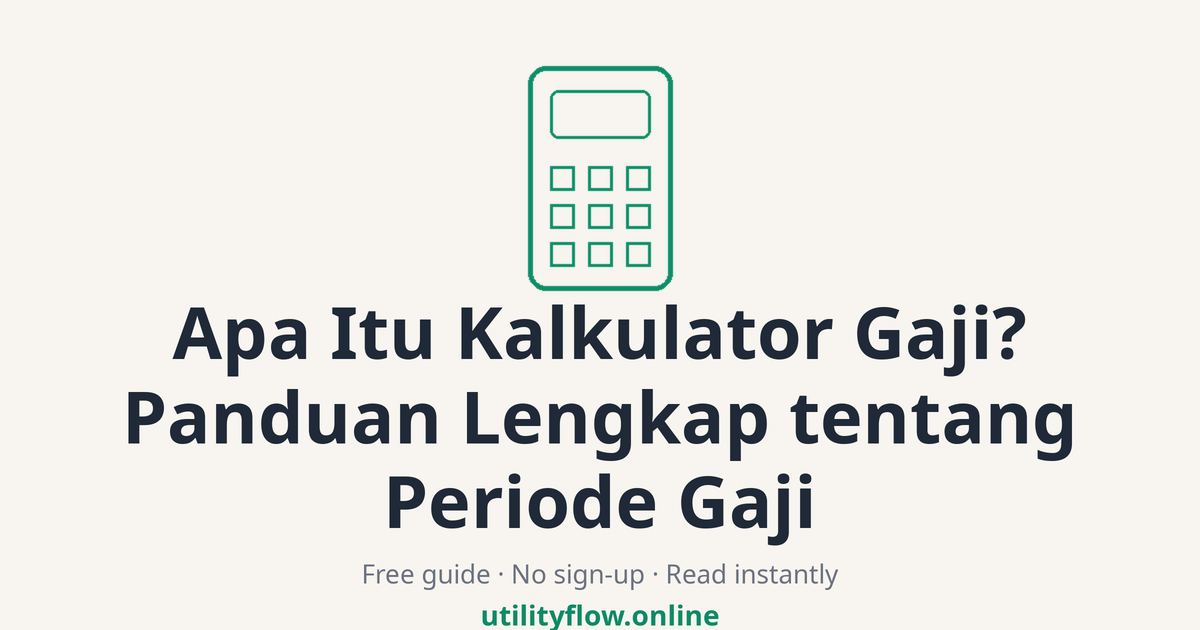 Apa Itu Kalkulator Gaji?
Panduan Lengkap tentang
Periode Gaji
Free guide · No sign-up · Read instantly
utilityflow.online